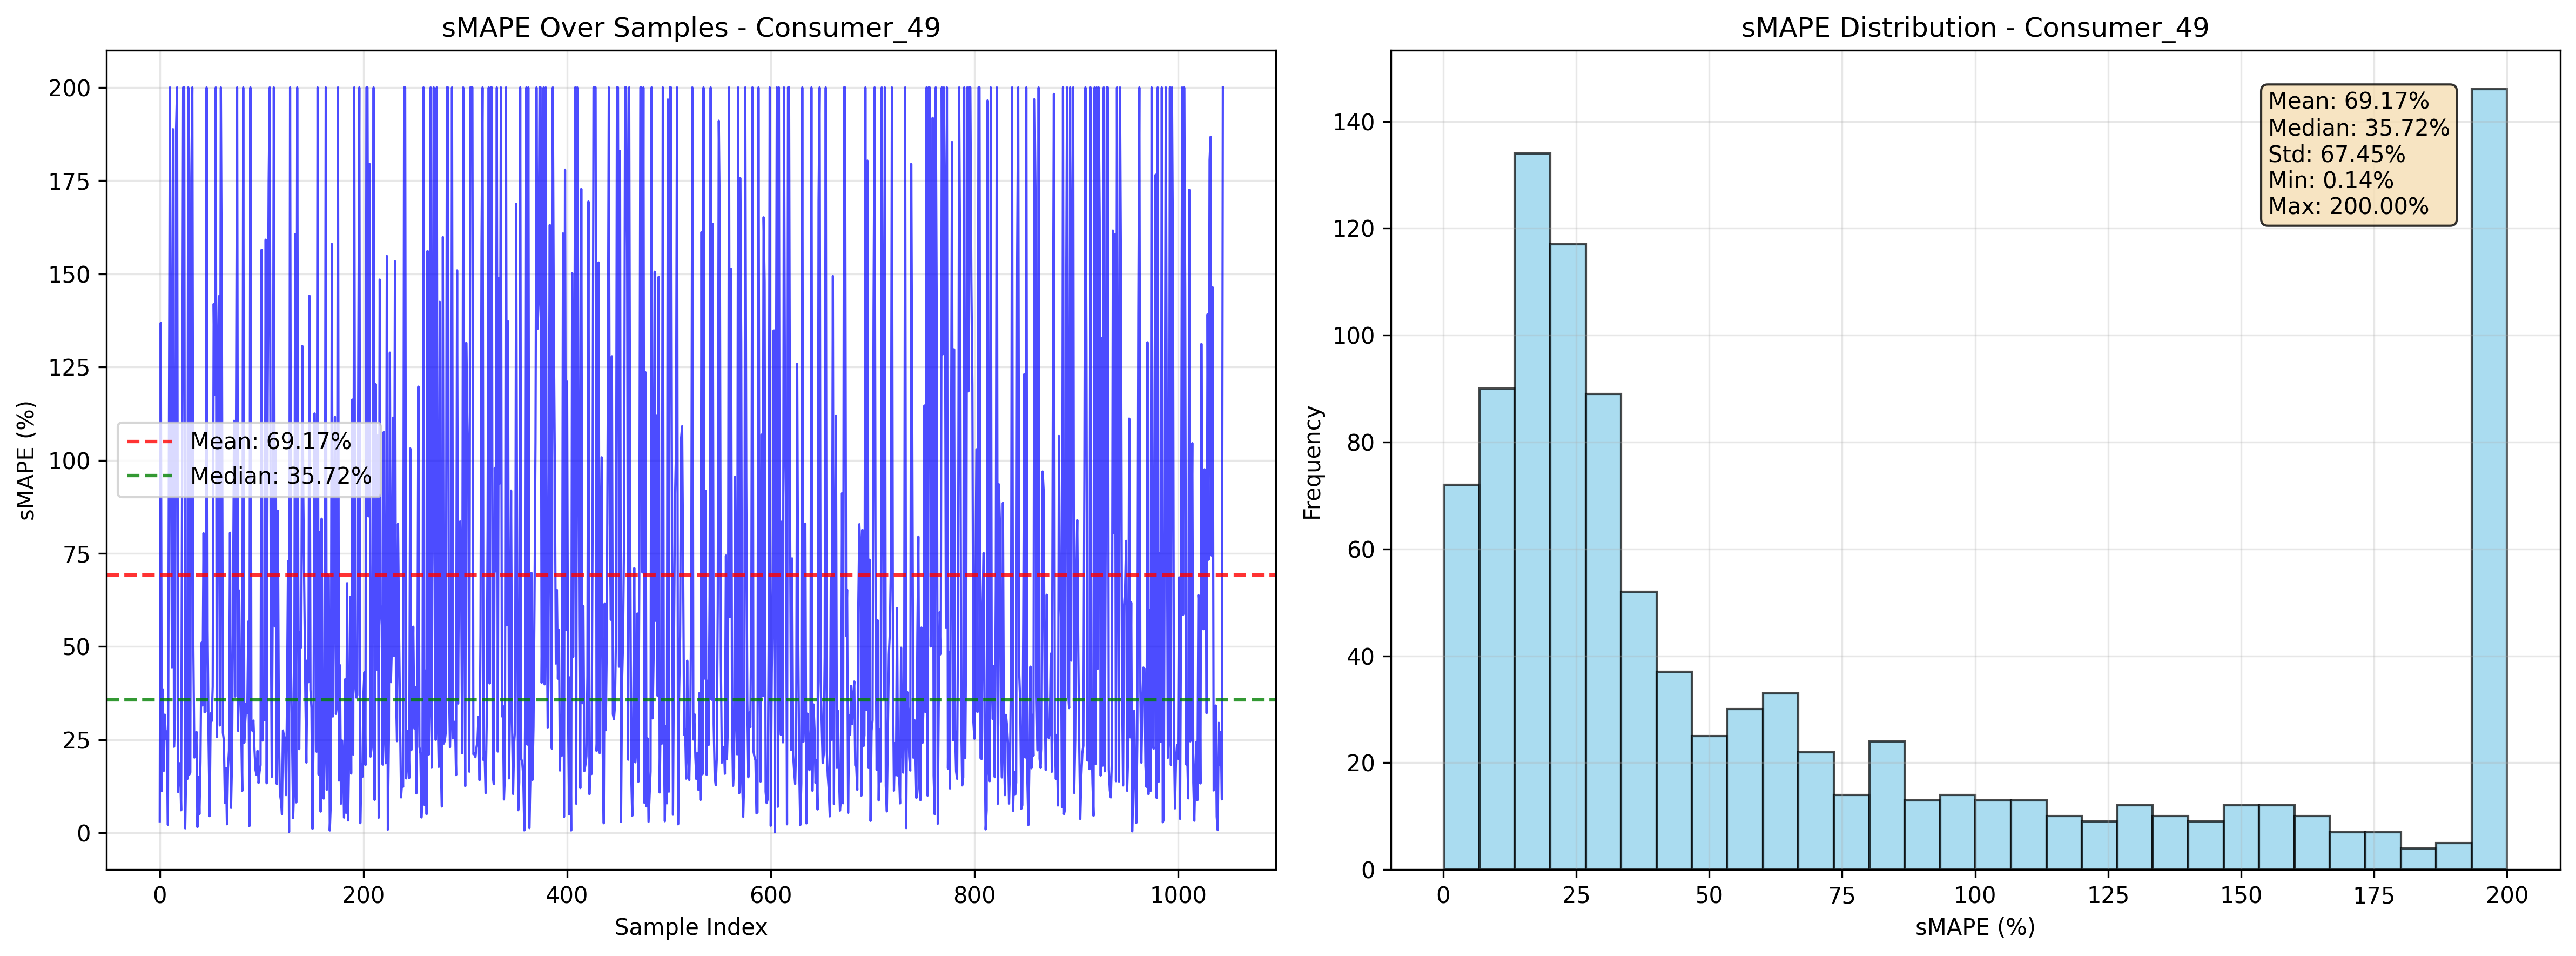 sMAPE Over Samples - Consumer_49
sMAPE (%)
200
175
150
125
100
75
50
25
0
Mean: 69.17%
Median: 35.72%
0
200
400
600
800
1000
Sample Index
sMAPE Distribution - Consumer_49
Frequency
140
120
100
80
60
40
20
0
Mean: 69.17%
Median: 35.72%
Std: 67.45%
Min: 0.14%
Max: 200.00%
0
25
50
75
100
125
150
175
200
sMAPE (%)